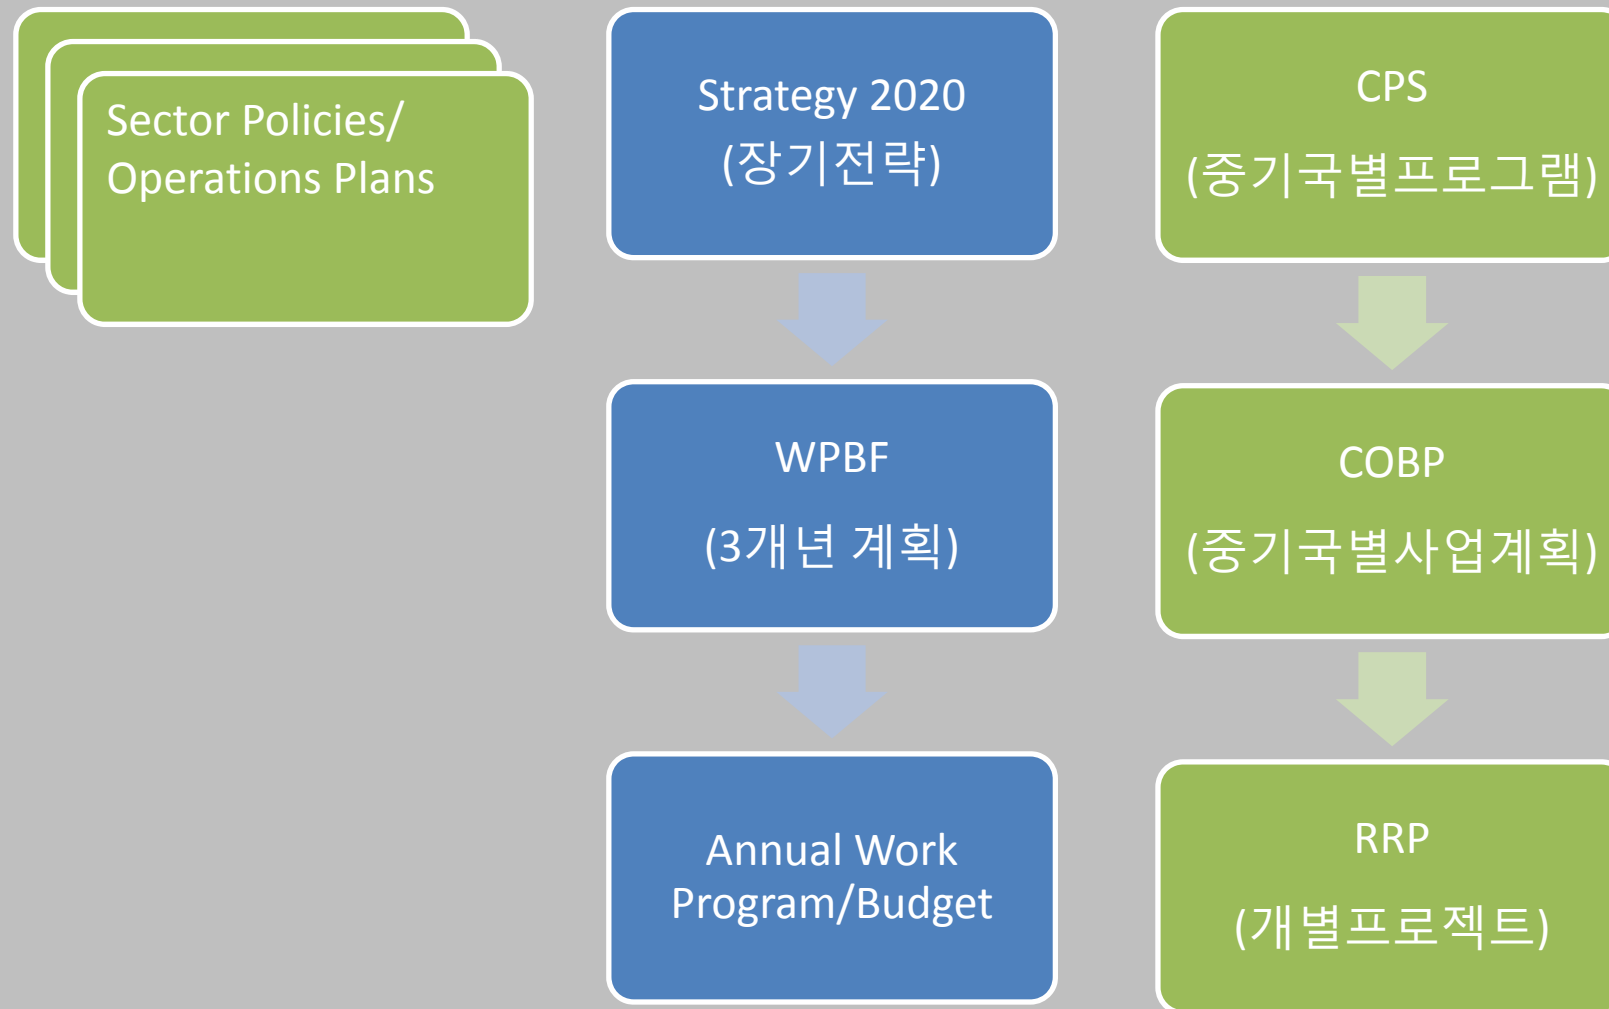 Sector Policies/
Operations Plans
Strategy 2020
(장기전략)
WPBF
(3개년 계획)
Annual Work
Program/Budget
CPS
(중기국별프로그램)
COBP
(중기국별사업계획)
RRP
(개별프로젝트)